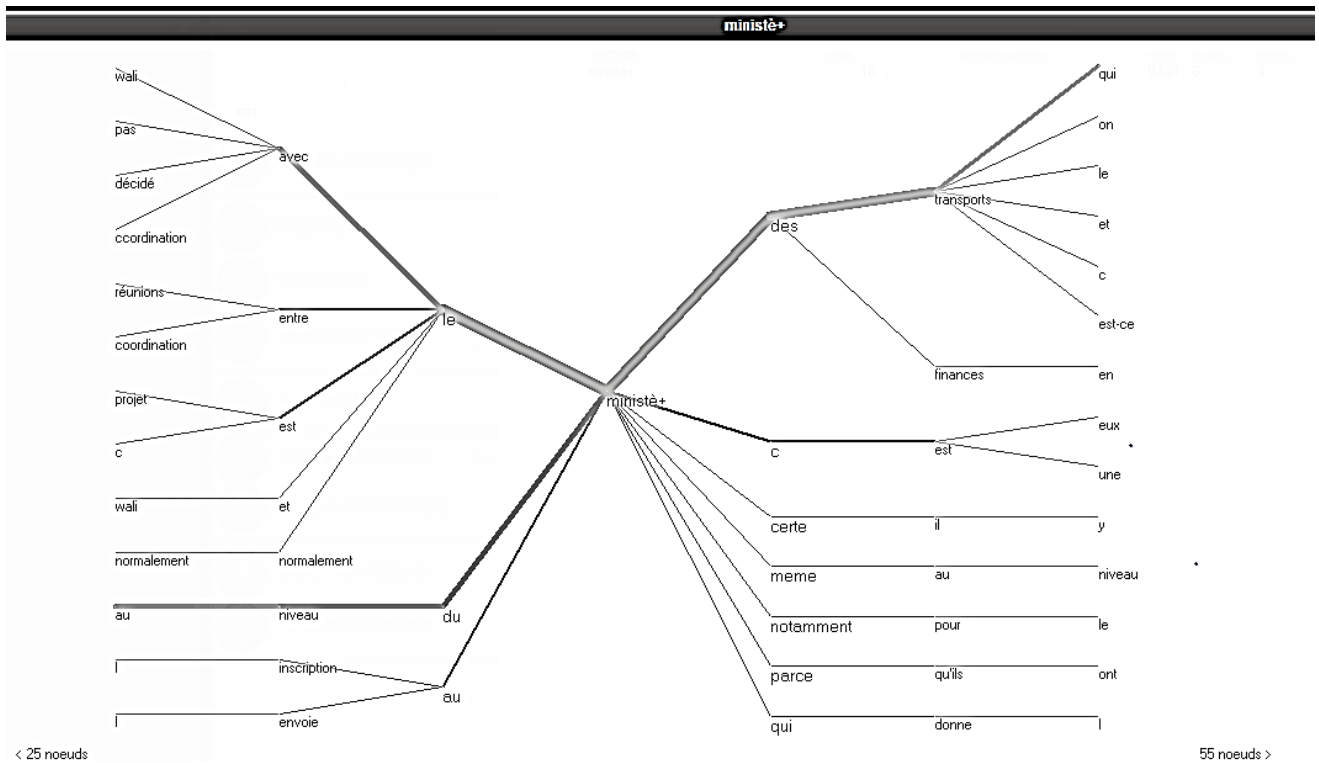 ministè+
wali
pas
décidé
ccordination
avec
réunions
coordination
entre
projet
c
est
wali
et
normalement
normalement
le
au
niveau
du
l
inscription
l
envoie
au
ministè+
des
transports
qui
on
le
et
c
est-ce
finances
en
c
est
eux
une
certe
il
y
meme
au
niveau
notamment
pour
le
parce
qu'ils
ont
qui
donne
l
< 25 noeuds
55 noeuds >